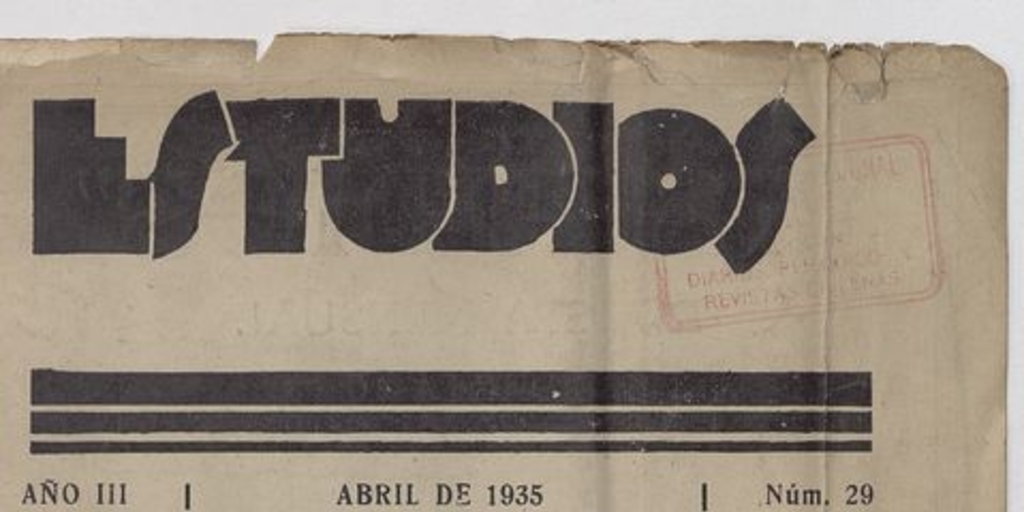 ESTUDIOS
REVISTAS
AÑO III | ABRIL DE 1935 | Núm. 29